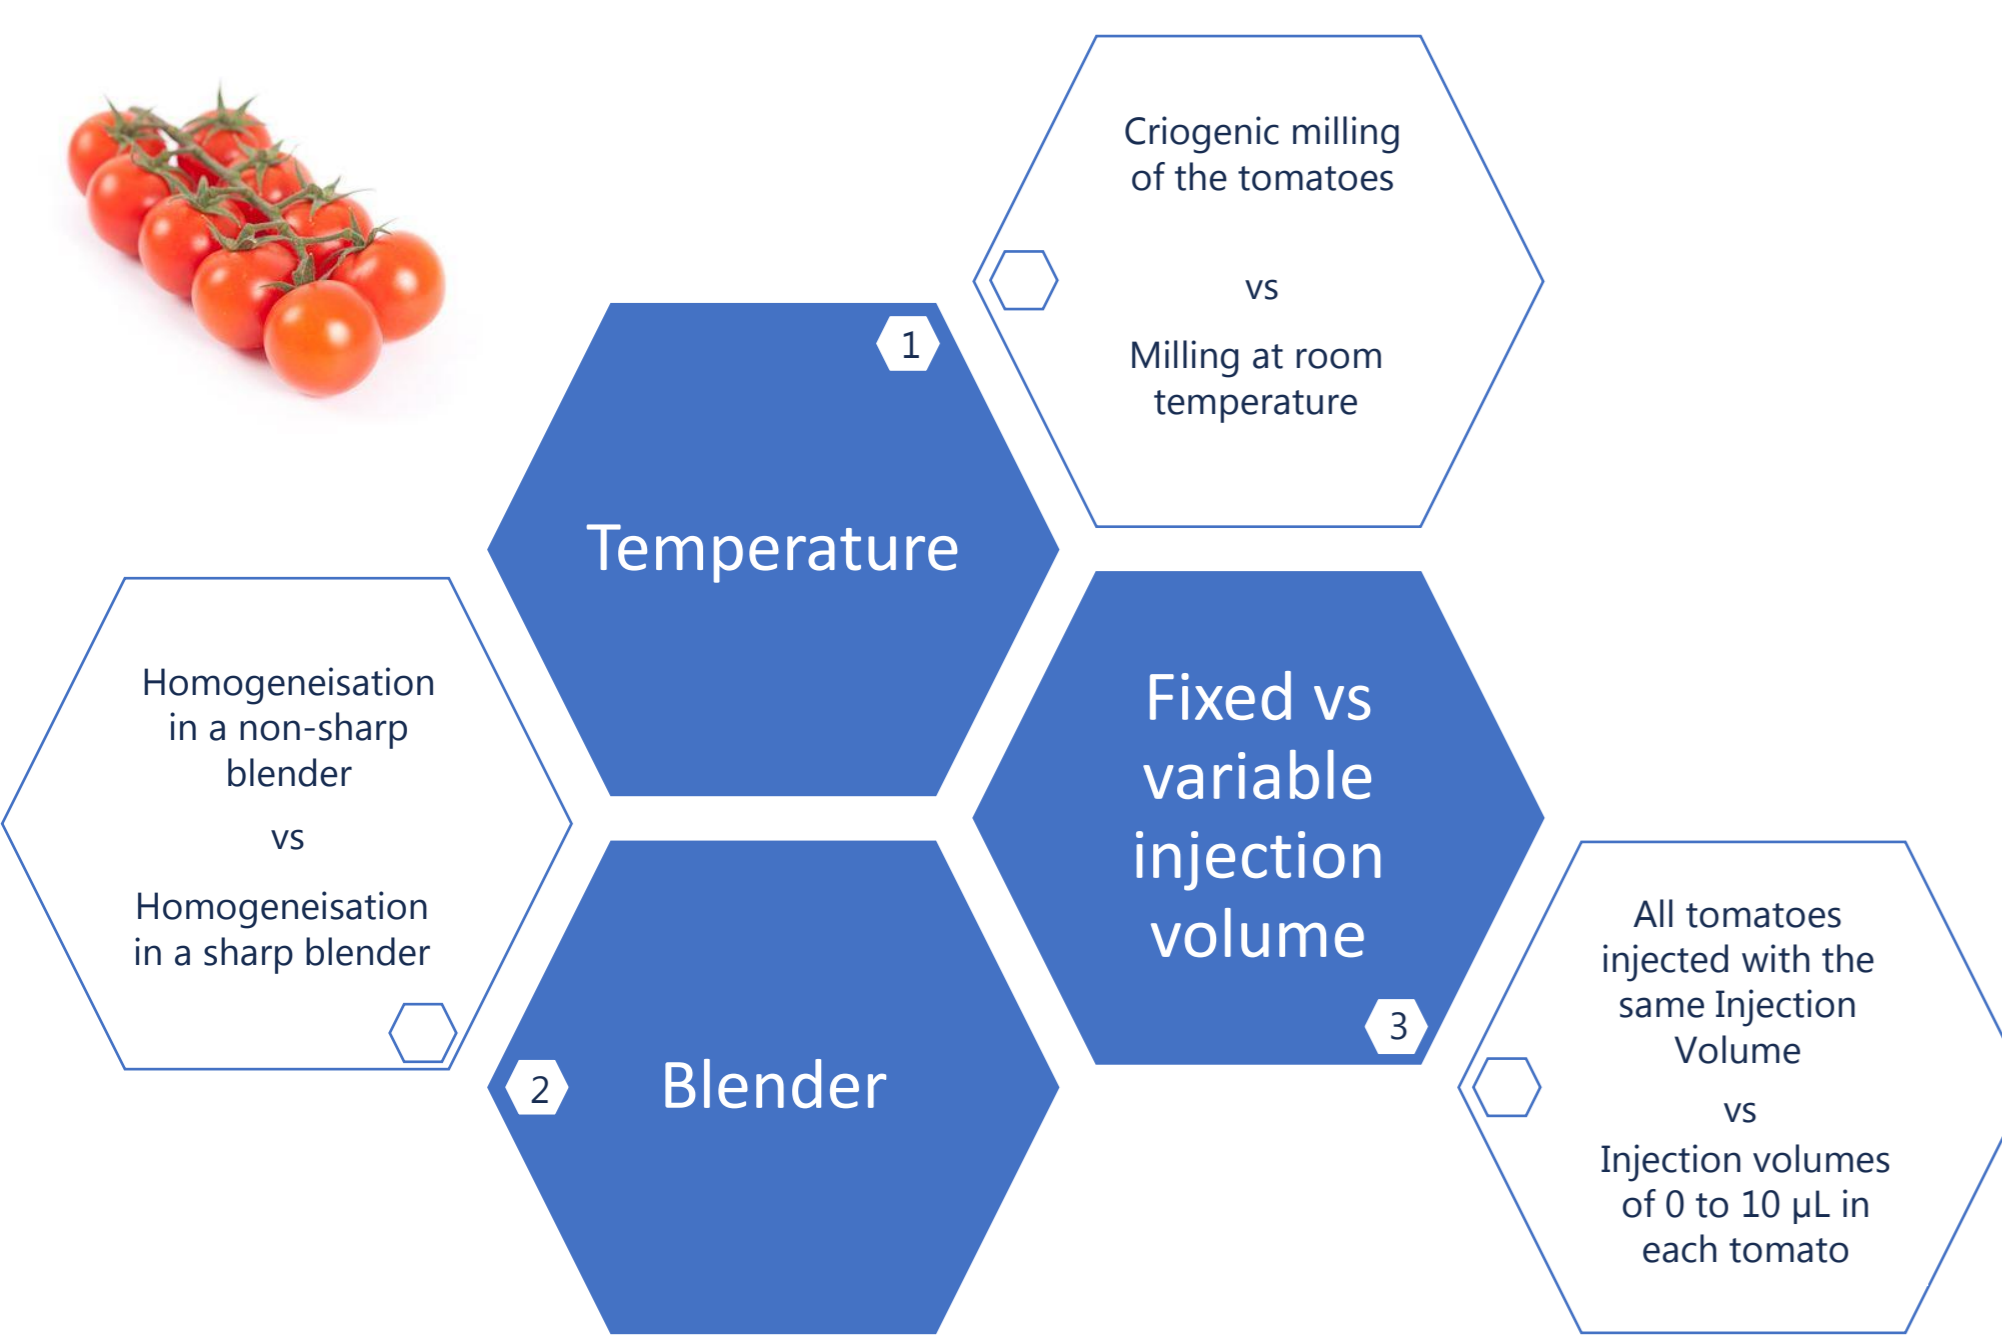 1
Temperature
Criogenic milling
of the tomatoes
vs
Milling at room
temperature
2
Blender
Homogeneisation
in a non-sharp
blender
vs
Homogeneisation
in a sharp blender
3
Fixed vs
variable
injection
volume
All tomatoes
injected with the
same Injection
Volume
vs
Injection volumes
of 0 to 10 µL in
each tomato